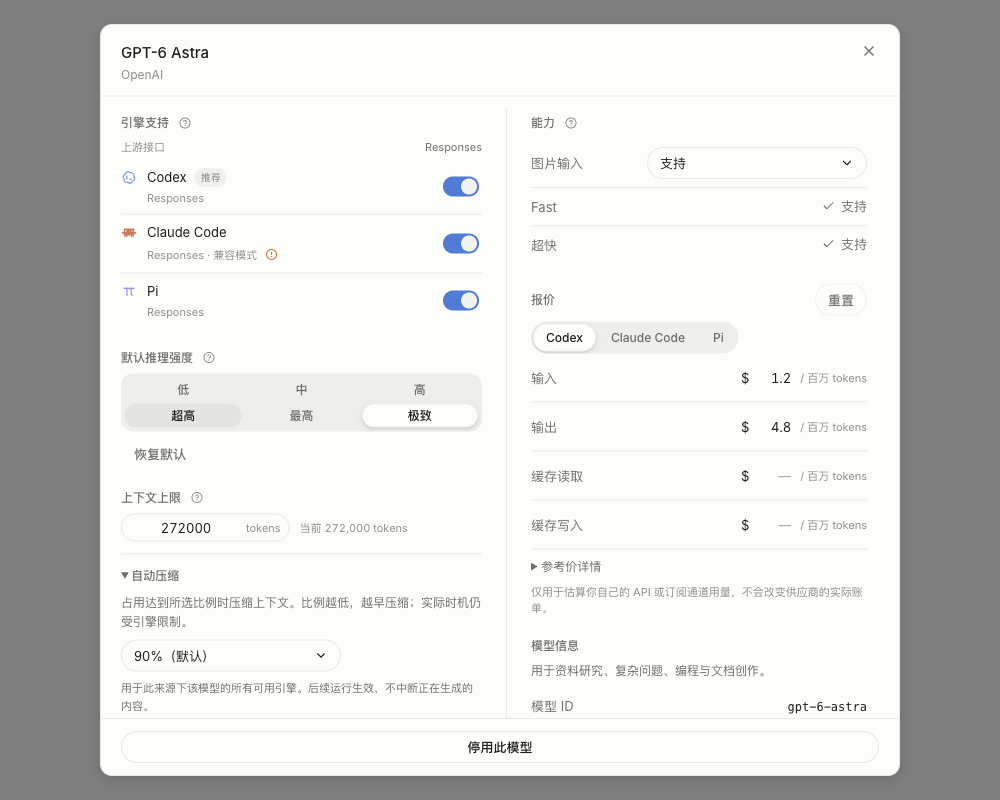 GPT-6 Astra
OpenAI
引擎支持
上游接口 Responses
Codex 推荐
Responses
Claude Code
Responses · 兼容模式
Pi
Responses
默认推理强度
低 中 高
超高 最高 极致
恢复默认
上下文上限
272000 tokens 当前 272,000 tokens
自动压缩
占用达到所选比例时压缩上下文。比例越低，越早压缩；实际时机仍
受引擎限制。
90%（默认）
用于此来源下该模型的所有可用引擎。后续运行生效，不中断正在生成的
内容。
能力
图片输入 支持
Fast 支持
超快 支持
报价 重置
Codex Claude Code Pi
输入 $ 1.2 / 百万 tokens
输出 $ 4.8 / 百万 tokens
缓存读取 $ — / 百万 tokens
缓存写入 $ — / 百万 tokens
参考价详情
仅用于估算你自己的 API 或订阅通道用量，不会改变供应商的实际账
单。
模型信息
用于资料研究、复杂问题、编程与文档创作。
模型 ID gpt-6-astra
停用此模型